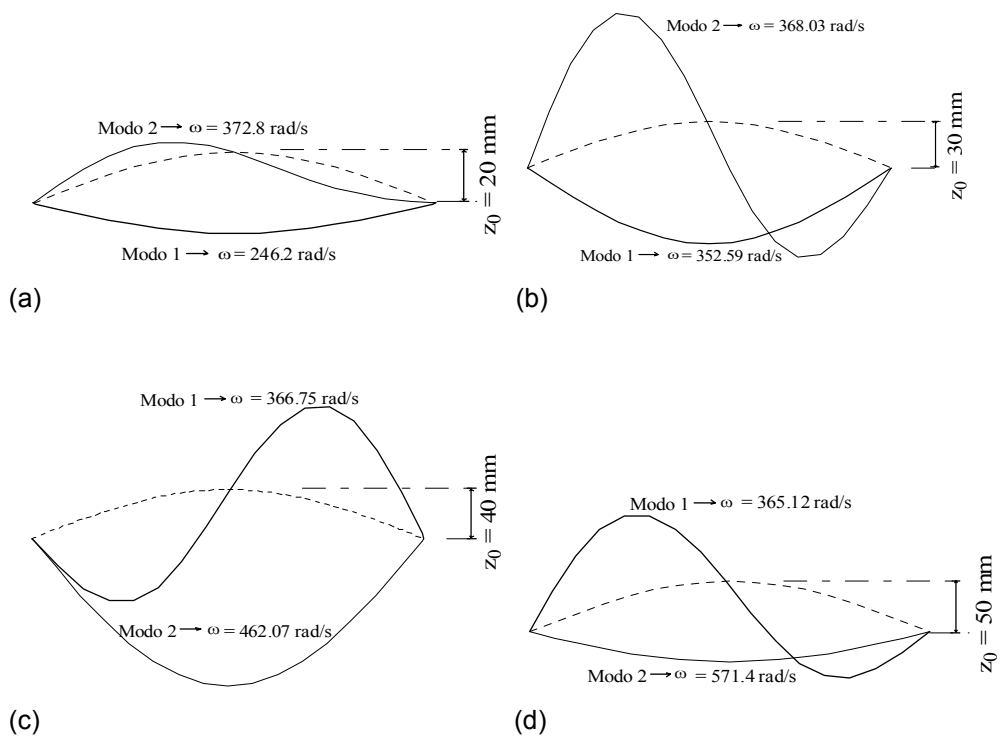 Modo 2 → ω = 372.8 rad/s
z₀ = 20 mm
Modo 1 → ω = 246.2 rad/s
(a)
Modo 2 → ω = 368.03 rad/s
z₀ = 30 mm
Modo 1 → ω = 352.59 rad/s
(b)
Modo 1 → ω = 366.75 rad/s
z₀ = 40 mm
Modo 2 → ω = 462.07 rad/s
(c)
Modo 1 → ω = 365.12 rad/s
z₀ = 50 mm
Modo 2 → ω = 571.4 rad/s
(d)